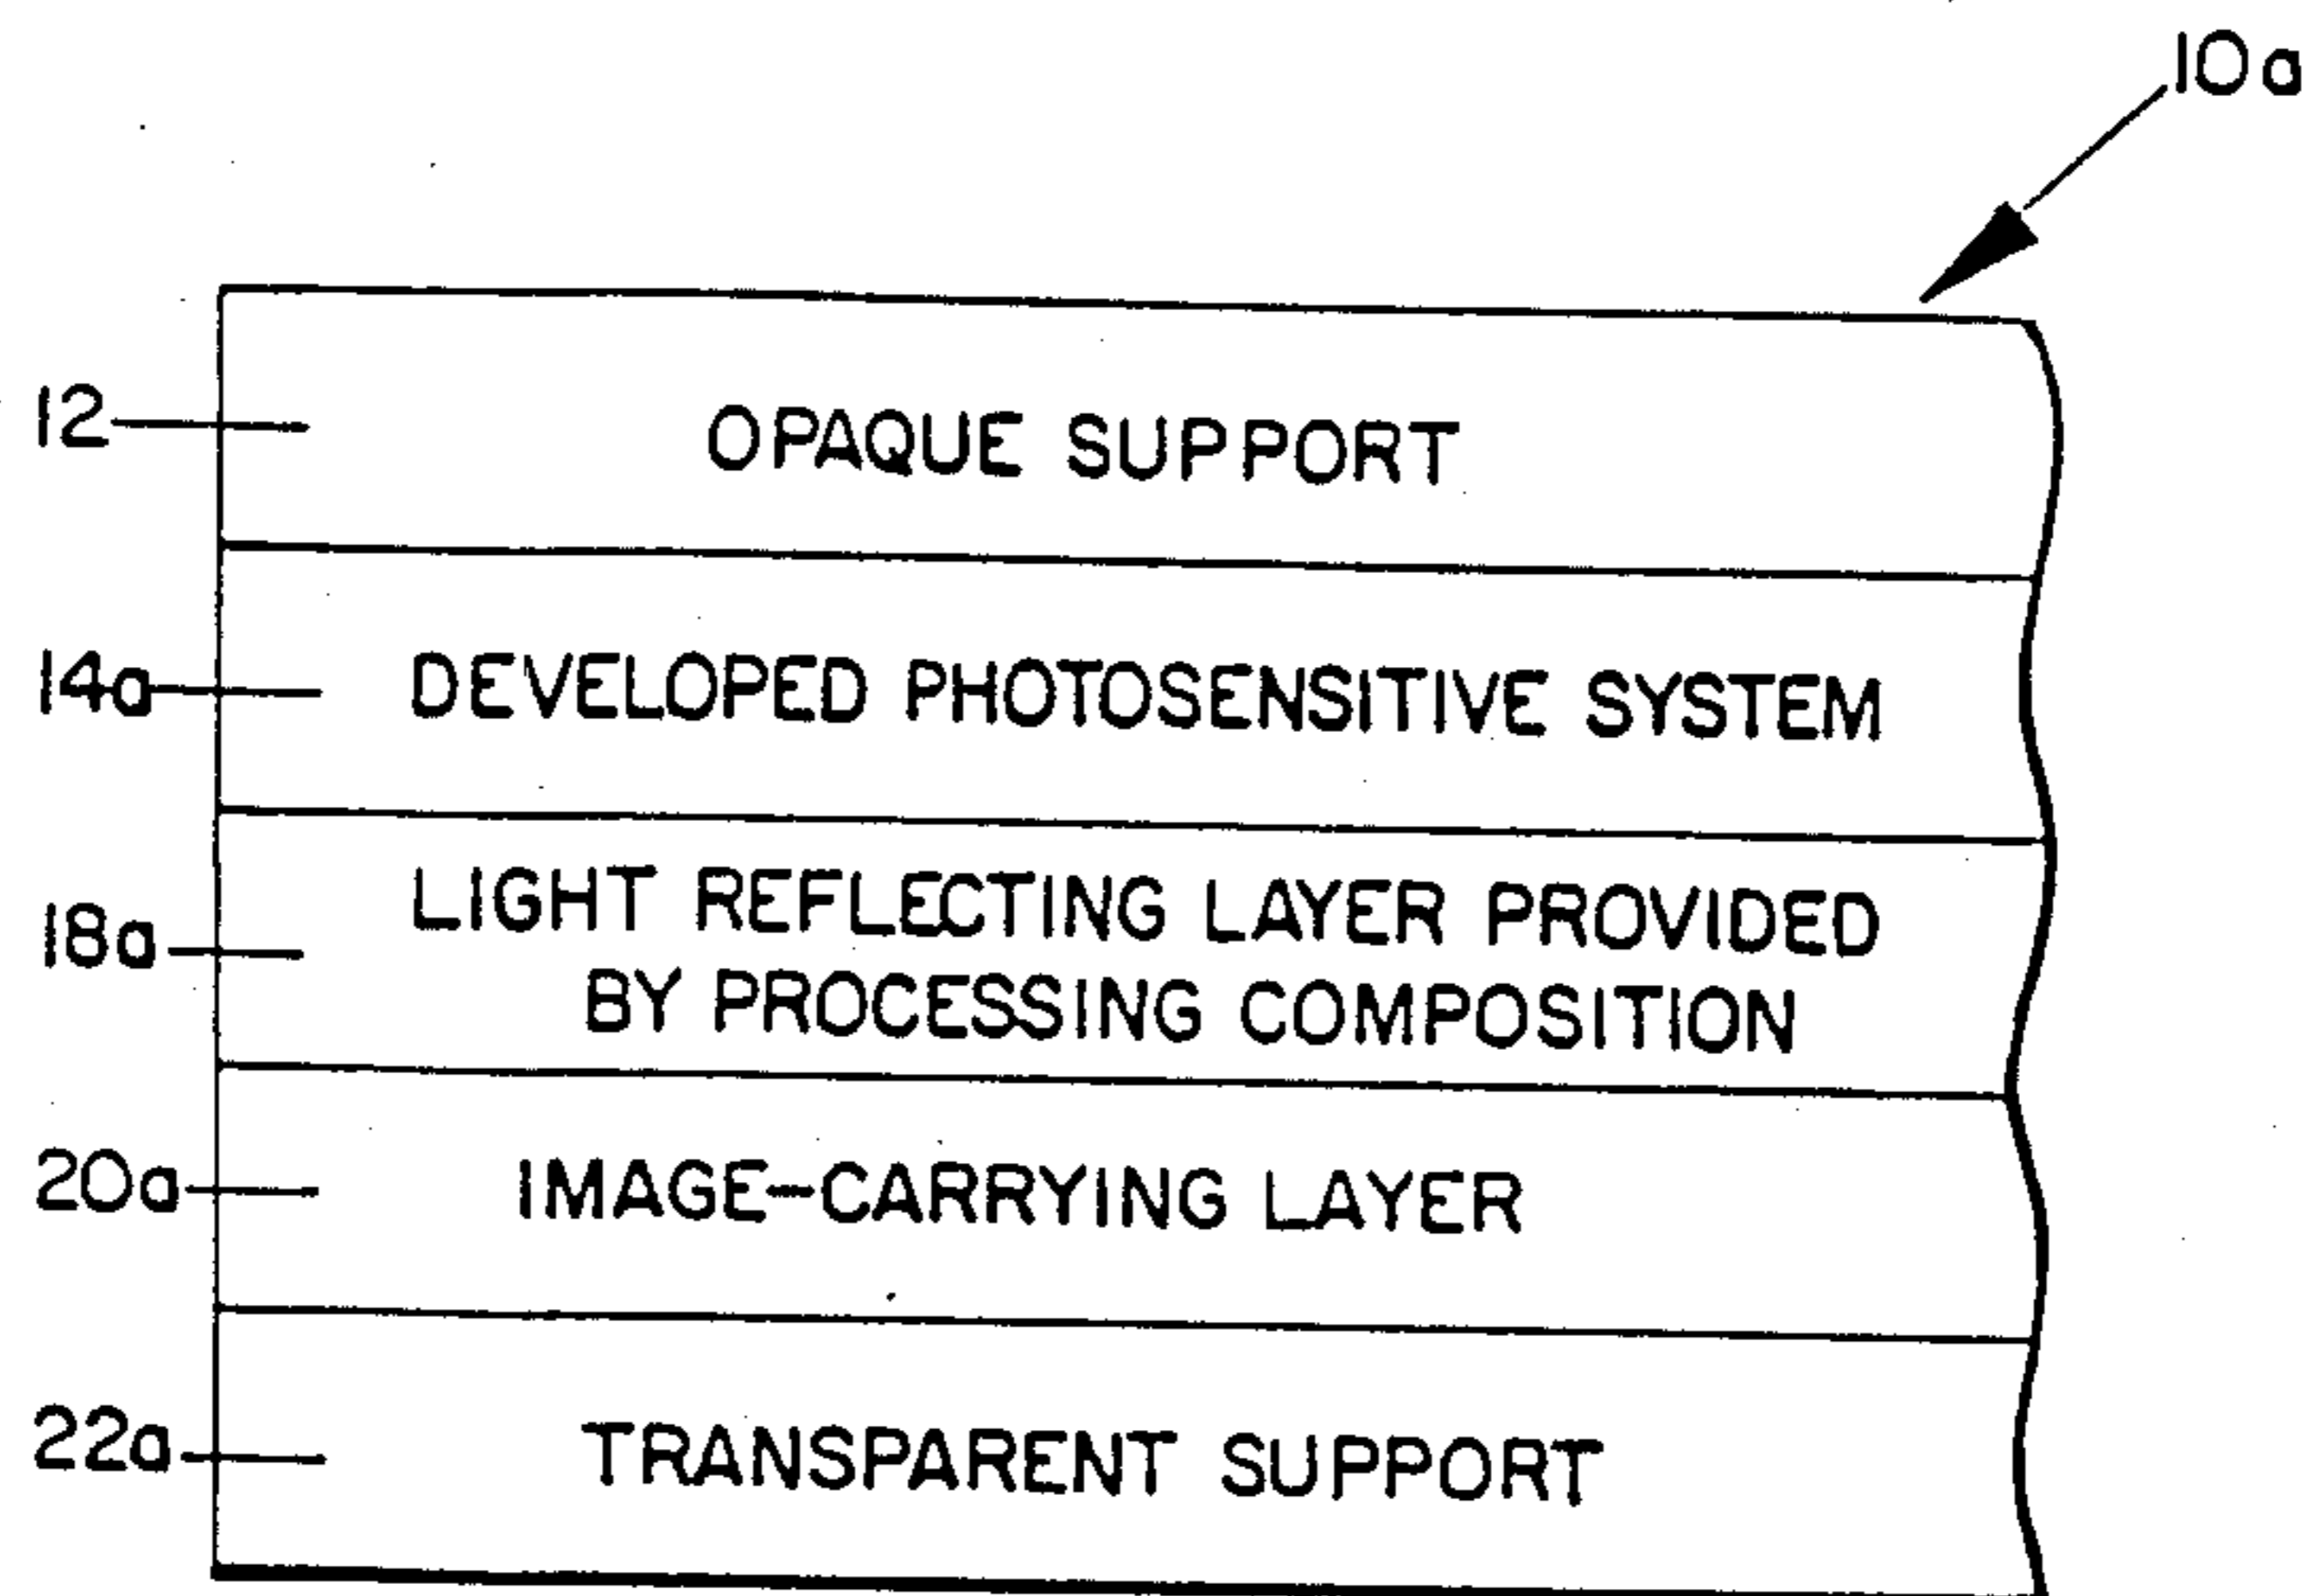 10a
12
OPAQUE SUPPORT
14a
DEVELOPED PHOTOSENSITIVE SYSTEM
18a
LIGHT REFLECTING LAYER PROVIDED
BY PROCESSING COMPOSITION
20a
IMAGE-CARRYING LAYER
22a
TRANSPARENT SUPPORT